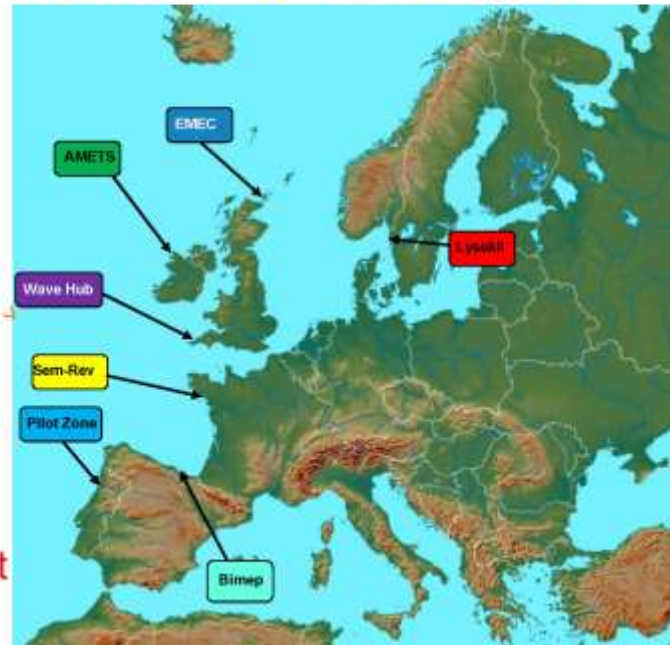 EMEC
AMETS
Lysekil
Wave Hub
Sem-Rev
Pilot Zone
Bimep
t